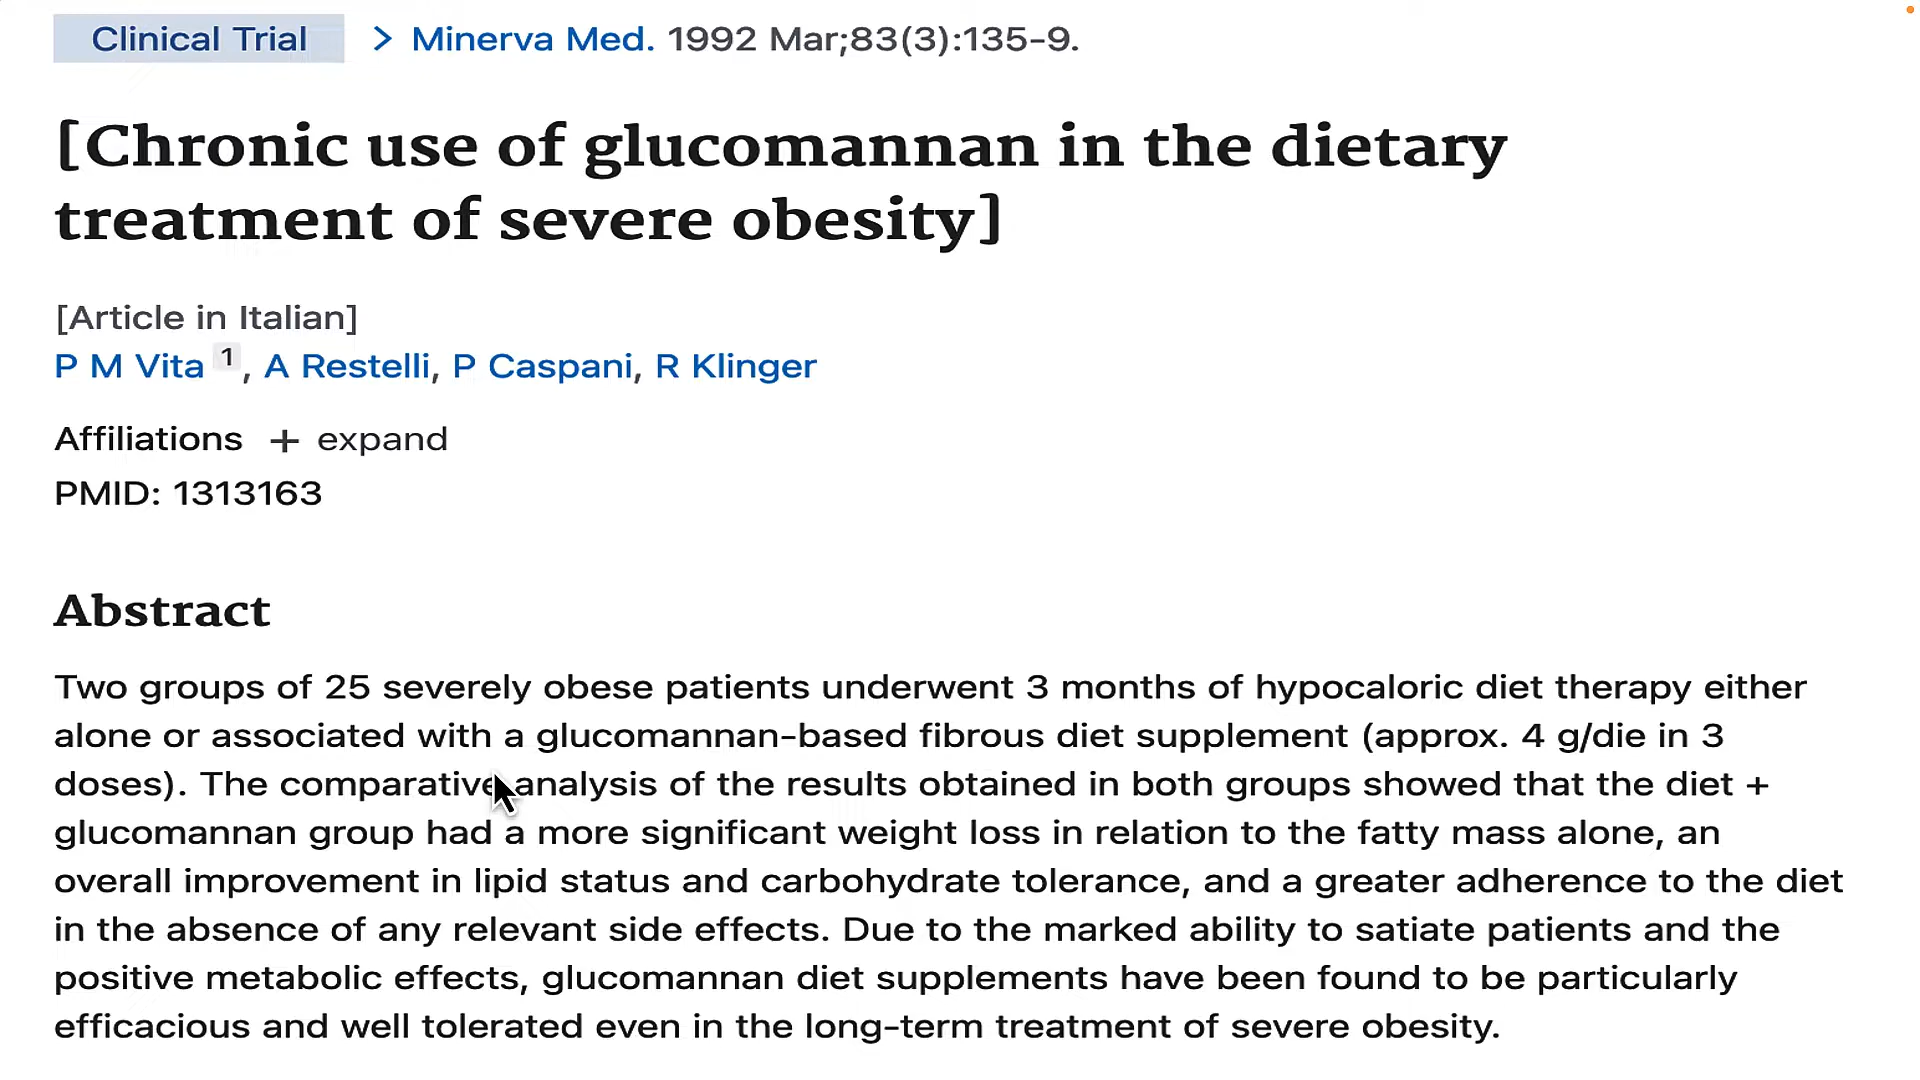 Clinical Trial > Minerva Med. 1992 Mar;83(3):135-9.
[Chronic use of glucomannan in the dietary
treatment of severe obesity]
[Article in Italian]
P M Vita 1, A Restelli, P Caspani, R Klinger
Affiliations + expand
PMID: 1313163
Abstract
Two groups of 25 severely obese patients underwent 3 months of hypocaloric diet therapy either
alone or associated with a glucomannan-based fibrous diet supplement (approx. 4 g/die in 3
doses). The comparative analysis of the results obtained in both groups showed that the diet +
glucomannan group had a more significant weight loss in relation to the fatty mass alone, an
overall improvement in lipid status and carbohydrate tolerance, and a greater adherence to the diet
in the absence of any relevant side effects. Due to the marked ability to satiate patients and the
positive metabolic effects, glucomannan diet supplements have been found to be particularly
efficacious and well tolerated even in the long-term treatment of severe obesity.